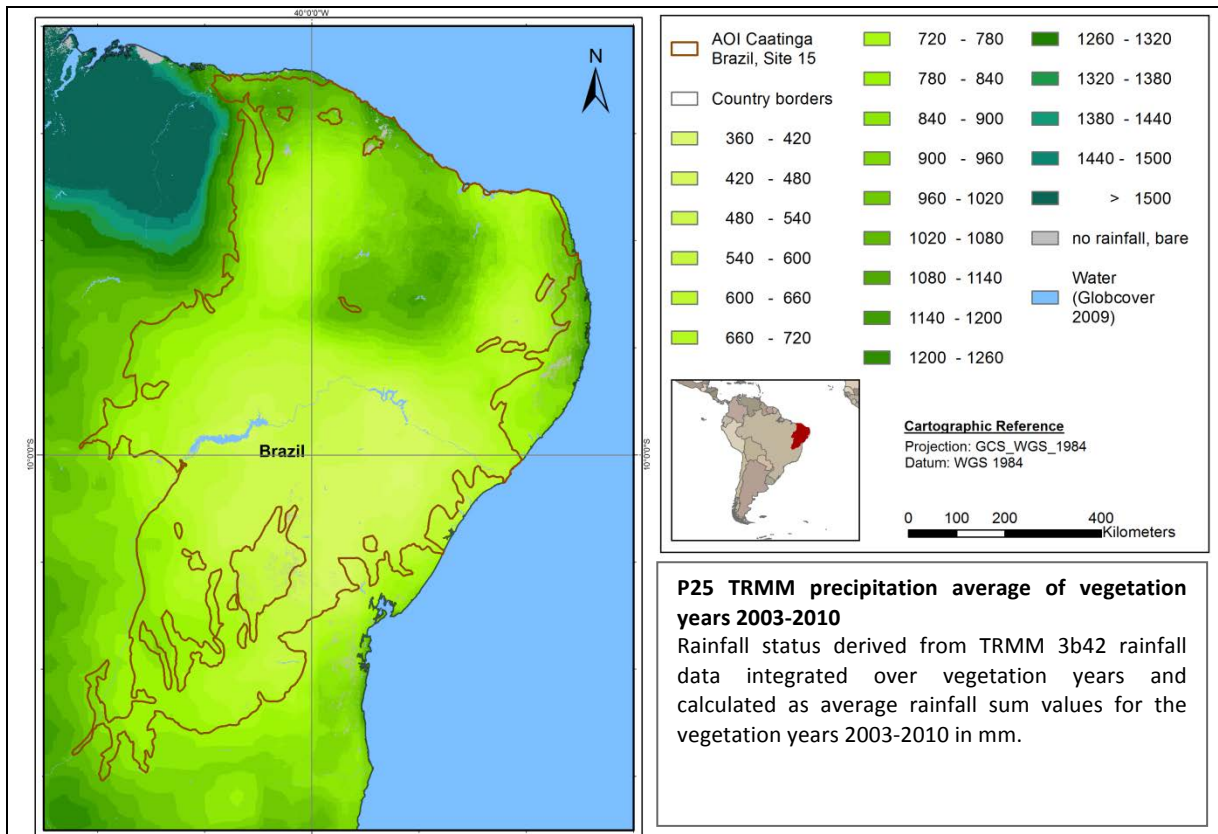 40°0'0"W
N
Brazil
10°0'0"S
10°0'0"S
AOI Caatinga
Brazil, Site 15
Country borders
360 - 420
420 - 480
480 - 540
540 - 600
600 - 660
660 - 720
720 - 780
780 - 840
840 - 900
900 - 960
960 - 1020
1020 - 1080
1080 - 1140
1140 - 1200
1200 - 1260
1260 - 1320
1320 - 1380
1380 - 1440
1440 - 1500
> 1500
no rainfall, bare
Water
(Globcover
2009)
Cartographic Reference
Projection: GCS_WGS_1984
Datum: WGS 1984
0 100 200 400
Kilometers
P25 TRMM precipitation average of vegetation
years 2003-2010
Rainfall status derived from TRMM 3b42 rainfall
data integrated over vegetation years and
calculated as average rainfall sum values for the
vegetation years 2003-2010 in mm.